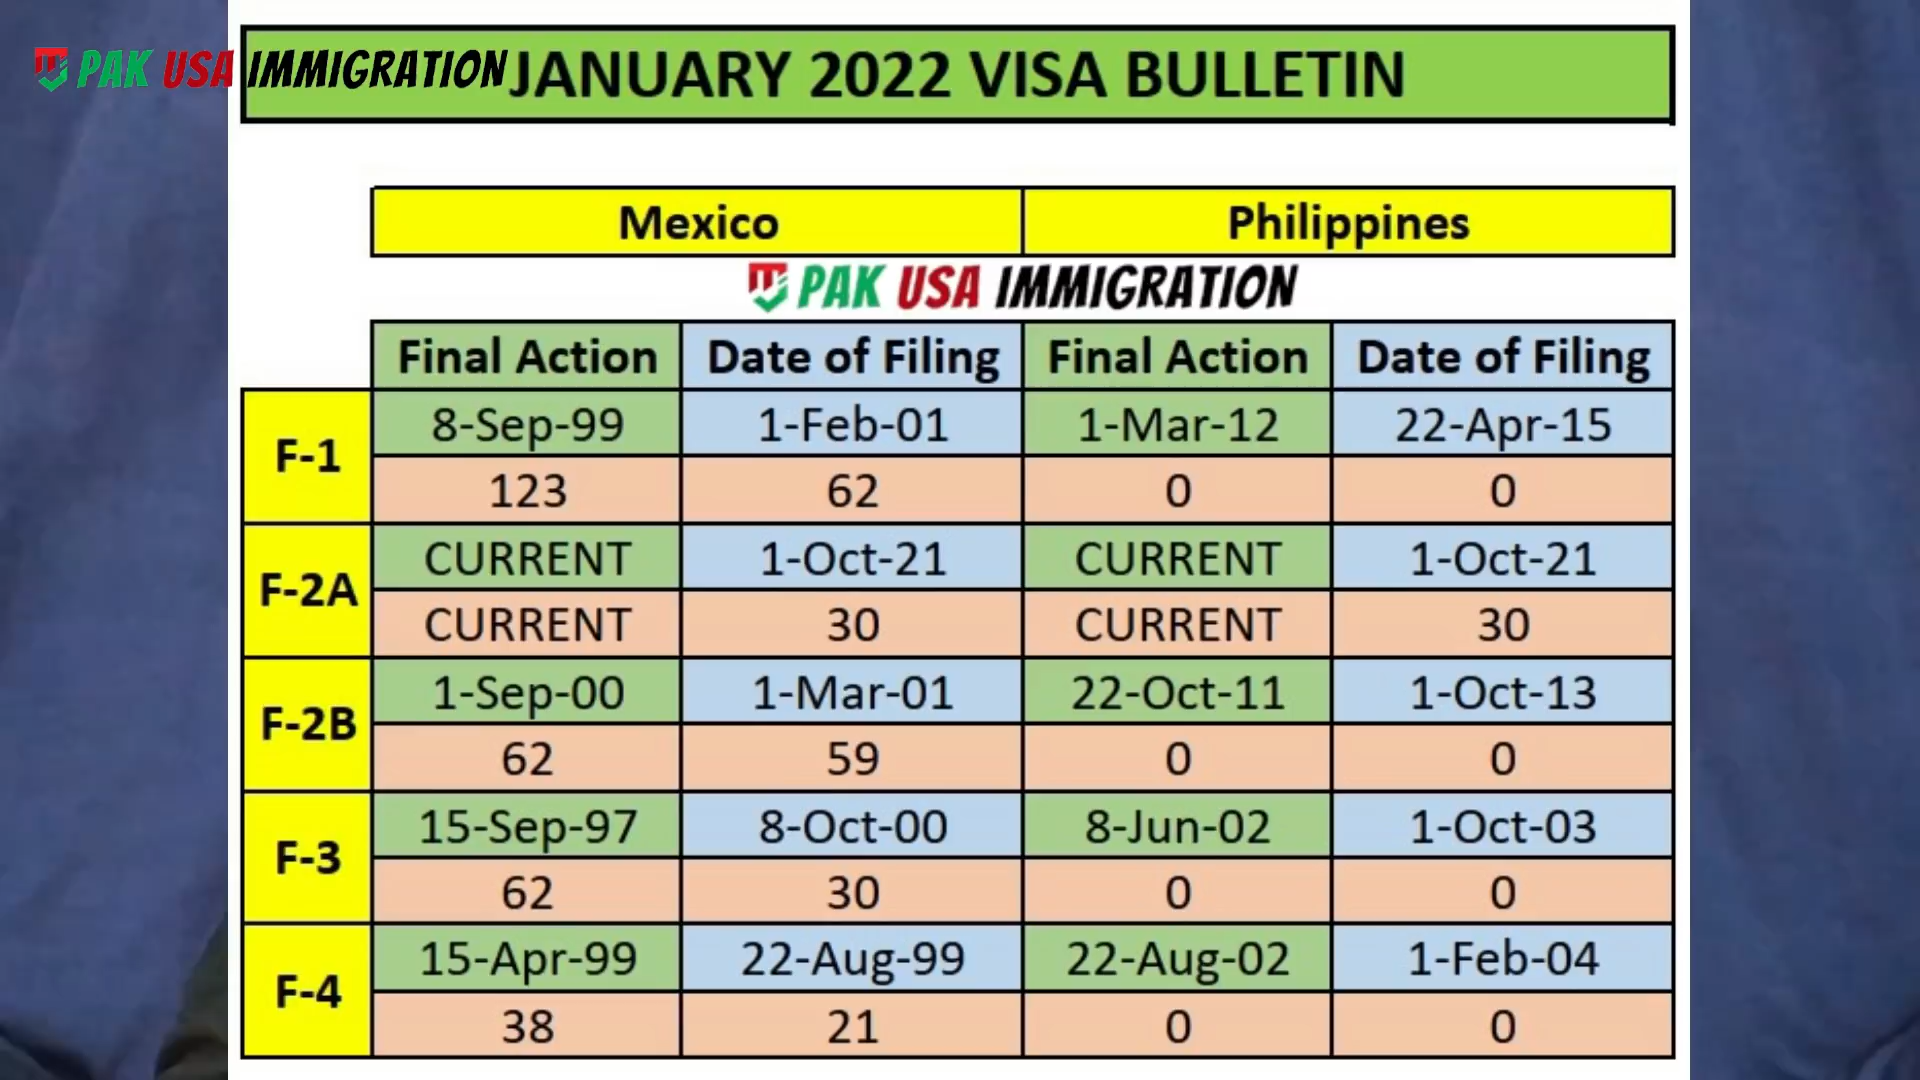 PAK USA IMMIGRATION
JANUARY 2022 VISA BULLETIN
Mexico Philippines
PAK USA IMMIGRATION
Final Action Date of Filing Final Action Date of Filing
F-1
8-Sep-99 1-Feb-01 1-Mar-12 22-Apr-15
123 62 0 0
F-2A
CURRENT 1-Oct-21 CURRENT 1-Oct-21
CURRENT 30 CURRENT 30
F-2B
1-Sep-00 1-Mar-01 22-Oct-11 1-Oct-13
62 59 0 0
F-3
15-Sep-97 8-Oct-00 8-Jun-02 1-Oct-03
62 30 0 0
F-4
15-Apr-99 22-Aug-99 22-Aug-02 1-Feb-04
38 21 0 0